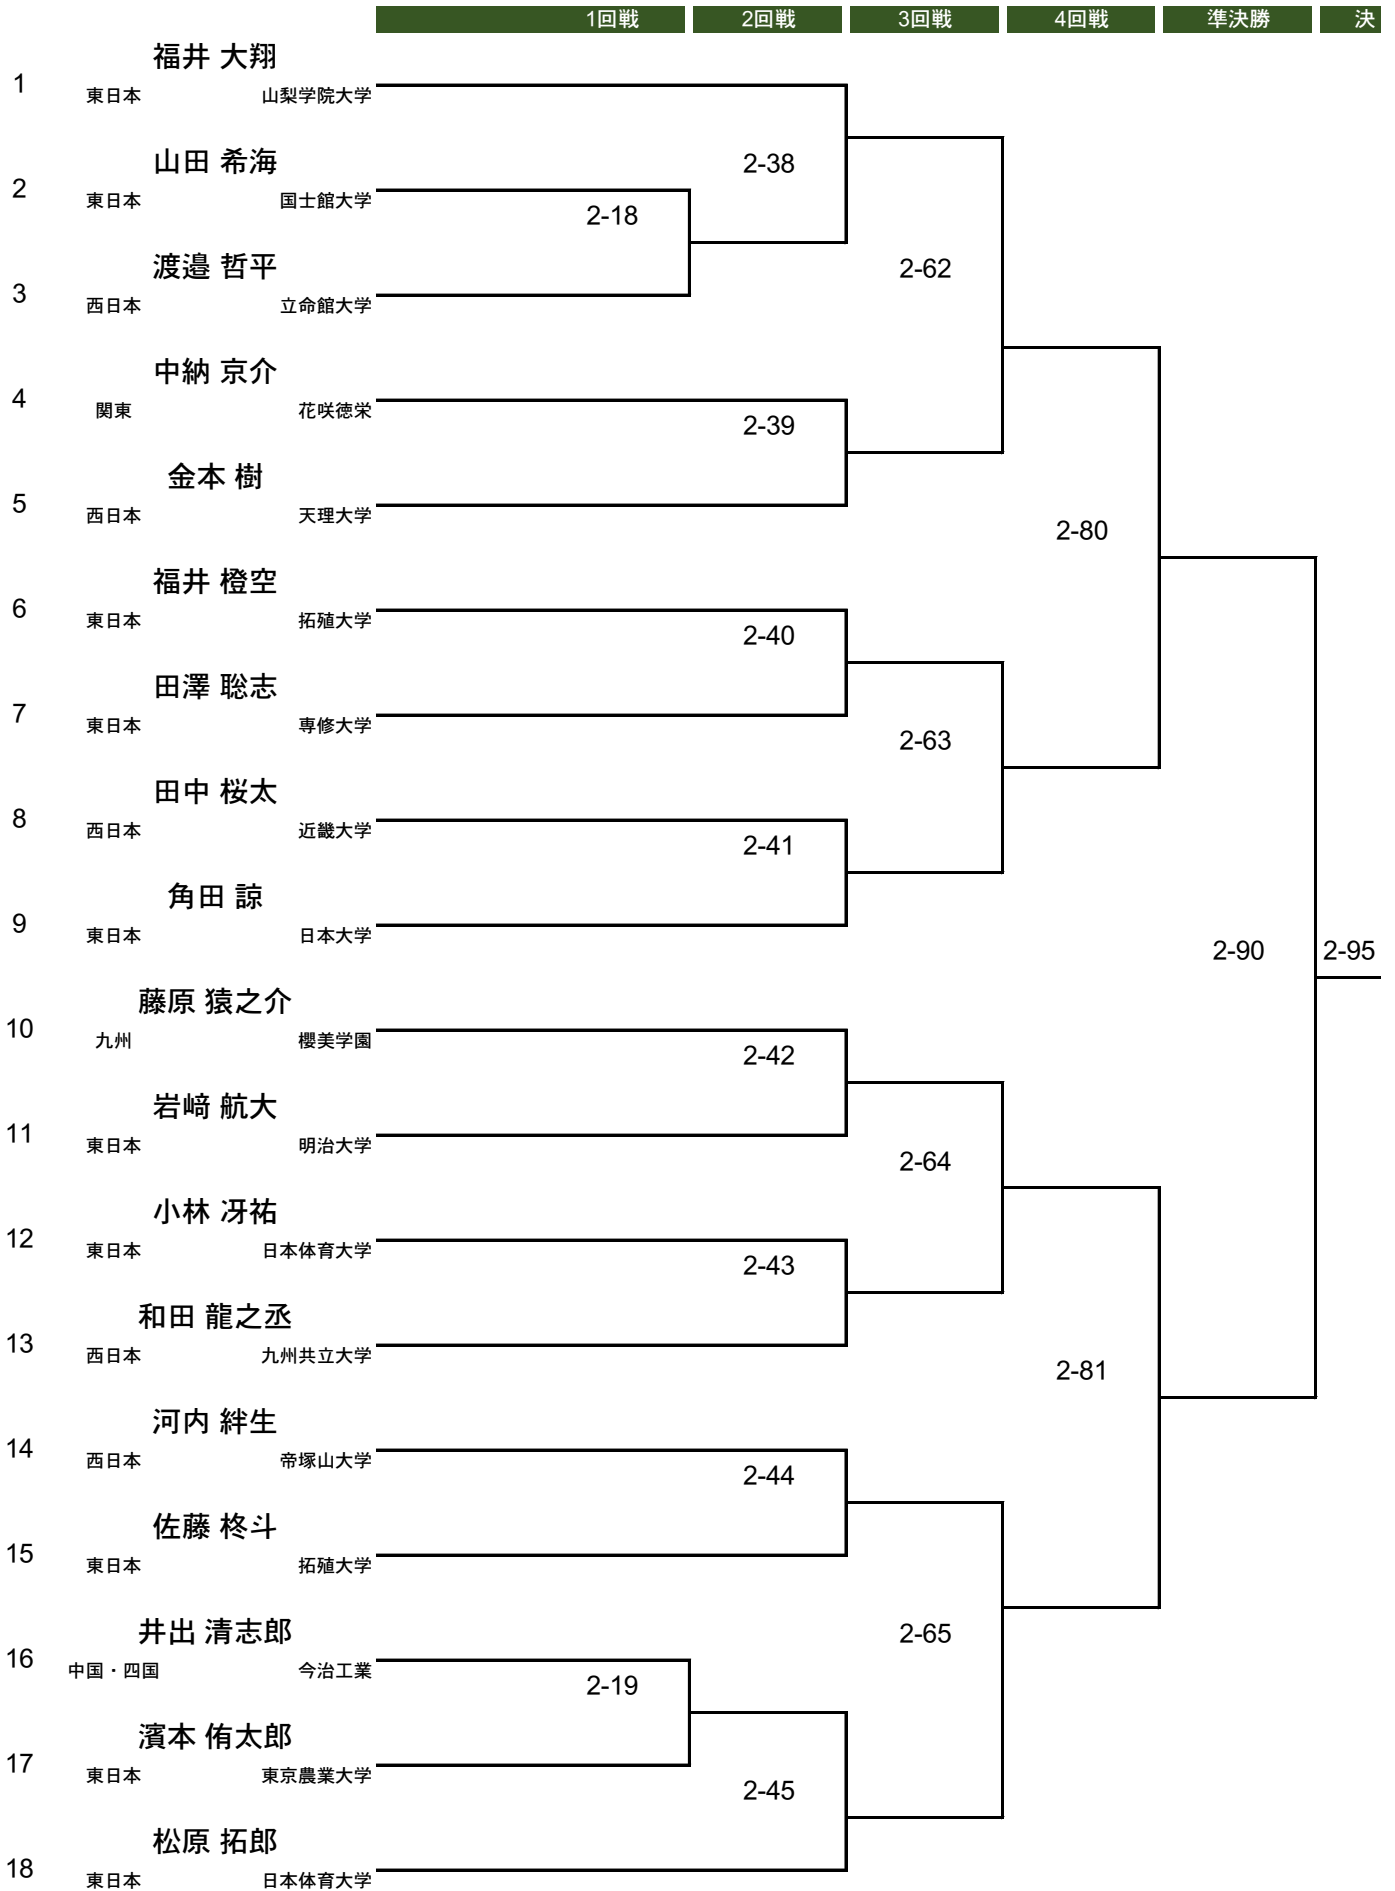 1回戦 2回戦 3回戦 4回戦 準決勝 決
福井 大翔
1 東日本 山梨学院大学
山田 希海
2 東日本 国士館大学
渡邉 哲平
3 西日本 立命館大学
中納 京介
4 関東 花咲徳栄
金本 樹
5 西日本 天理大学
福井 橙空
6 東日本 拓殖大学
田澤 聡志
7 東日本 専修大学
田中 桜太
8 西日本 近畿大学
角田 諒
9 東日本 日本大学
藤原 猿之介
10 九州 櫻美学園
岩﨑 航大
11 東日本 明治大学
小林 冴祐
12 東日本 日本体育大学
和田 龍之丞
13 西日本 九州共立大学
河内 絆生
14 西日本 帝塚山大学
佐藤 柊斗
15 東日本 拓殖大学
井出 清志郎
16 中国・四国 今治工業
濱本 侑太郎
17 東日本 東京農業大学
松原 拓郎
18 東日本 日本体育大学
2-18
2-19
2-38
2-39
2-40
2-41
2-42
2-43
2-44
2-45
2-62
2-63
2-64
2-65
2-80
2-81
2-90
2-95